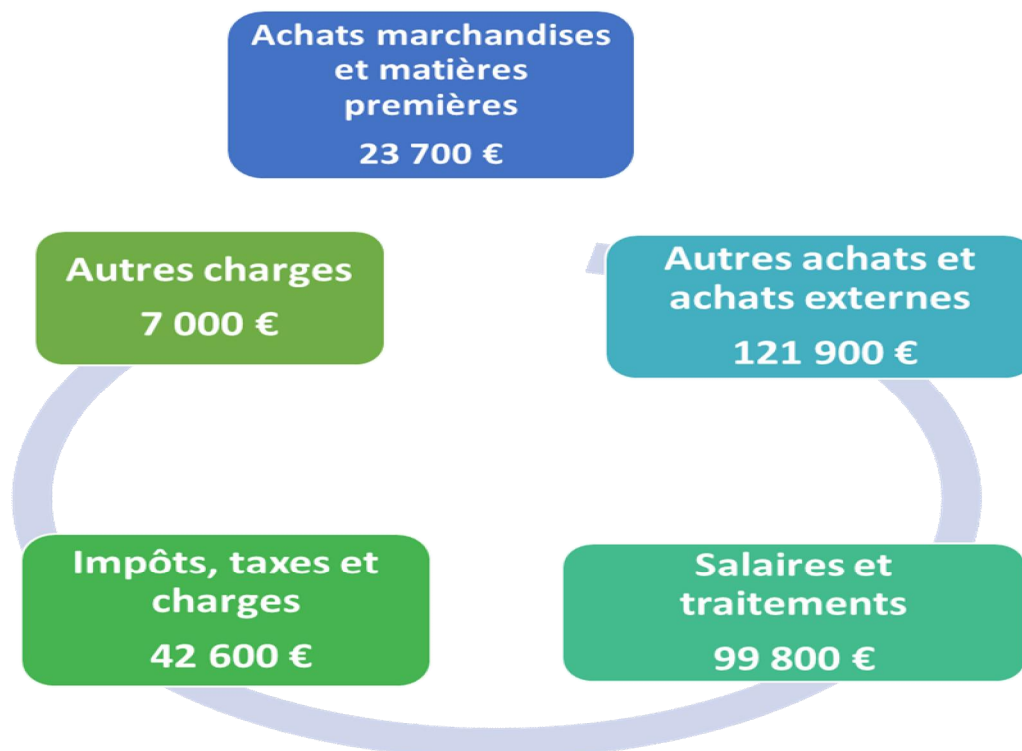 Achats marchandises
et matières
premières
23 700 €
Autres achats et
achats externes
121 900 €
Salaires et
traitements
99 800 €
Impôts, taxes et
charges
42 600 €
Autres charges
7 000 €